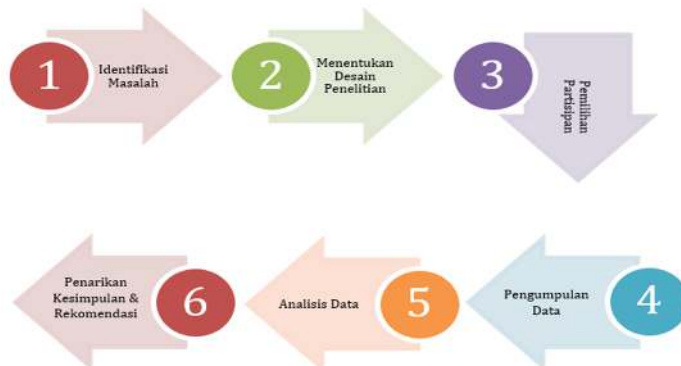 1
Identifikasi
Masalah
2
Menentukan
Desain
Penelitian
3
Pemilihan
Partisipan
4
Pengumpulan
Data
5
Analisis Data
6
Penarikan
Kesimpulan &
Rekomendasi